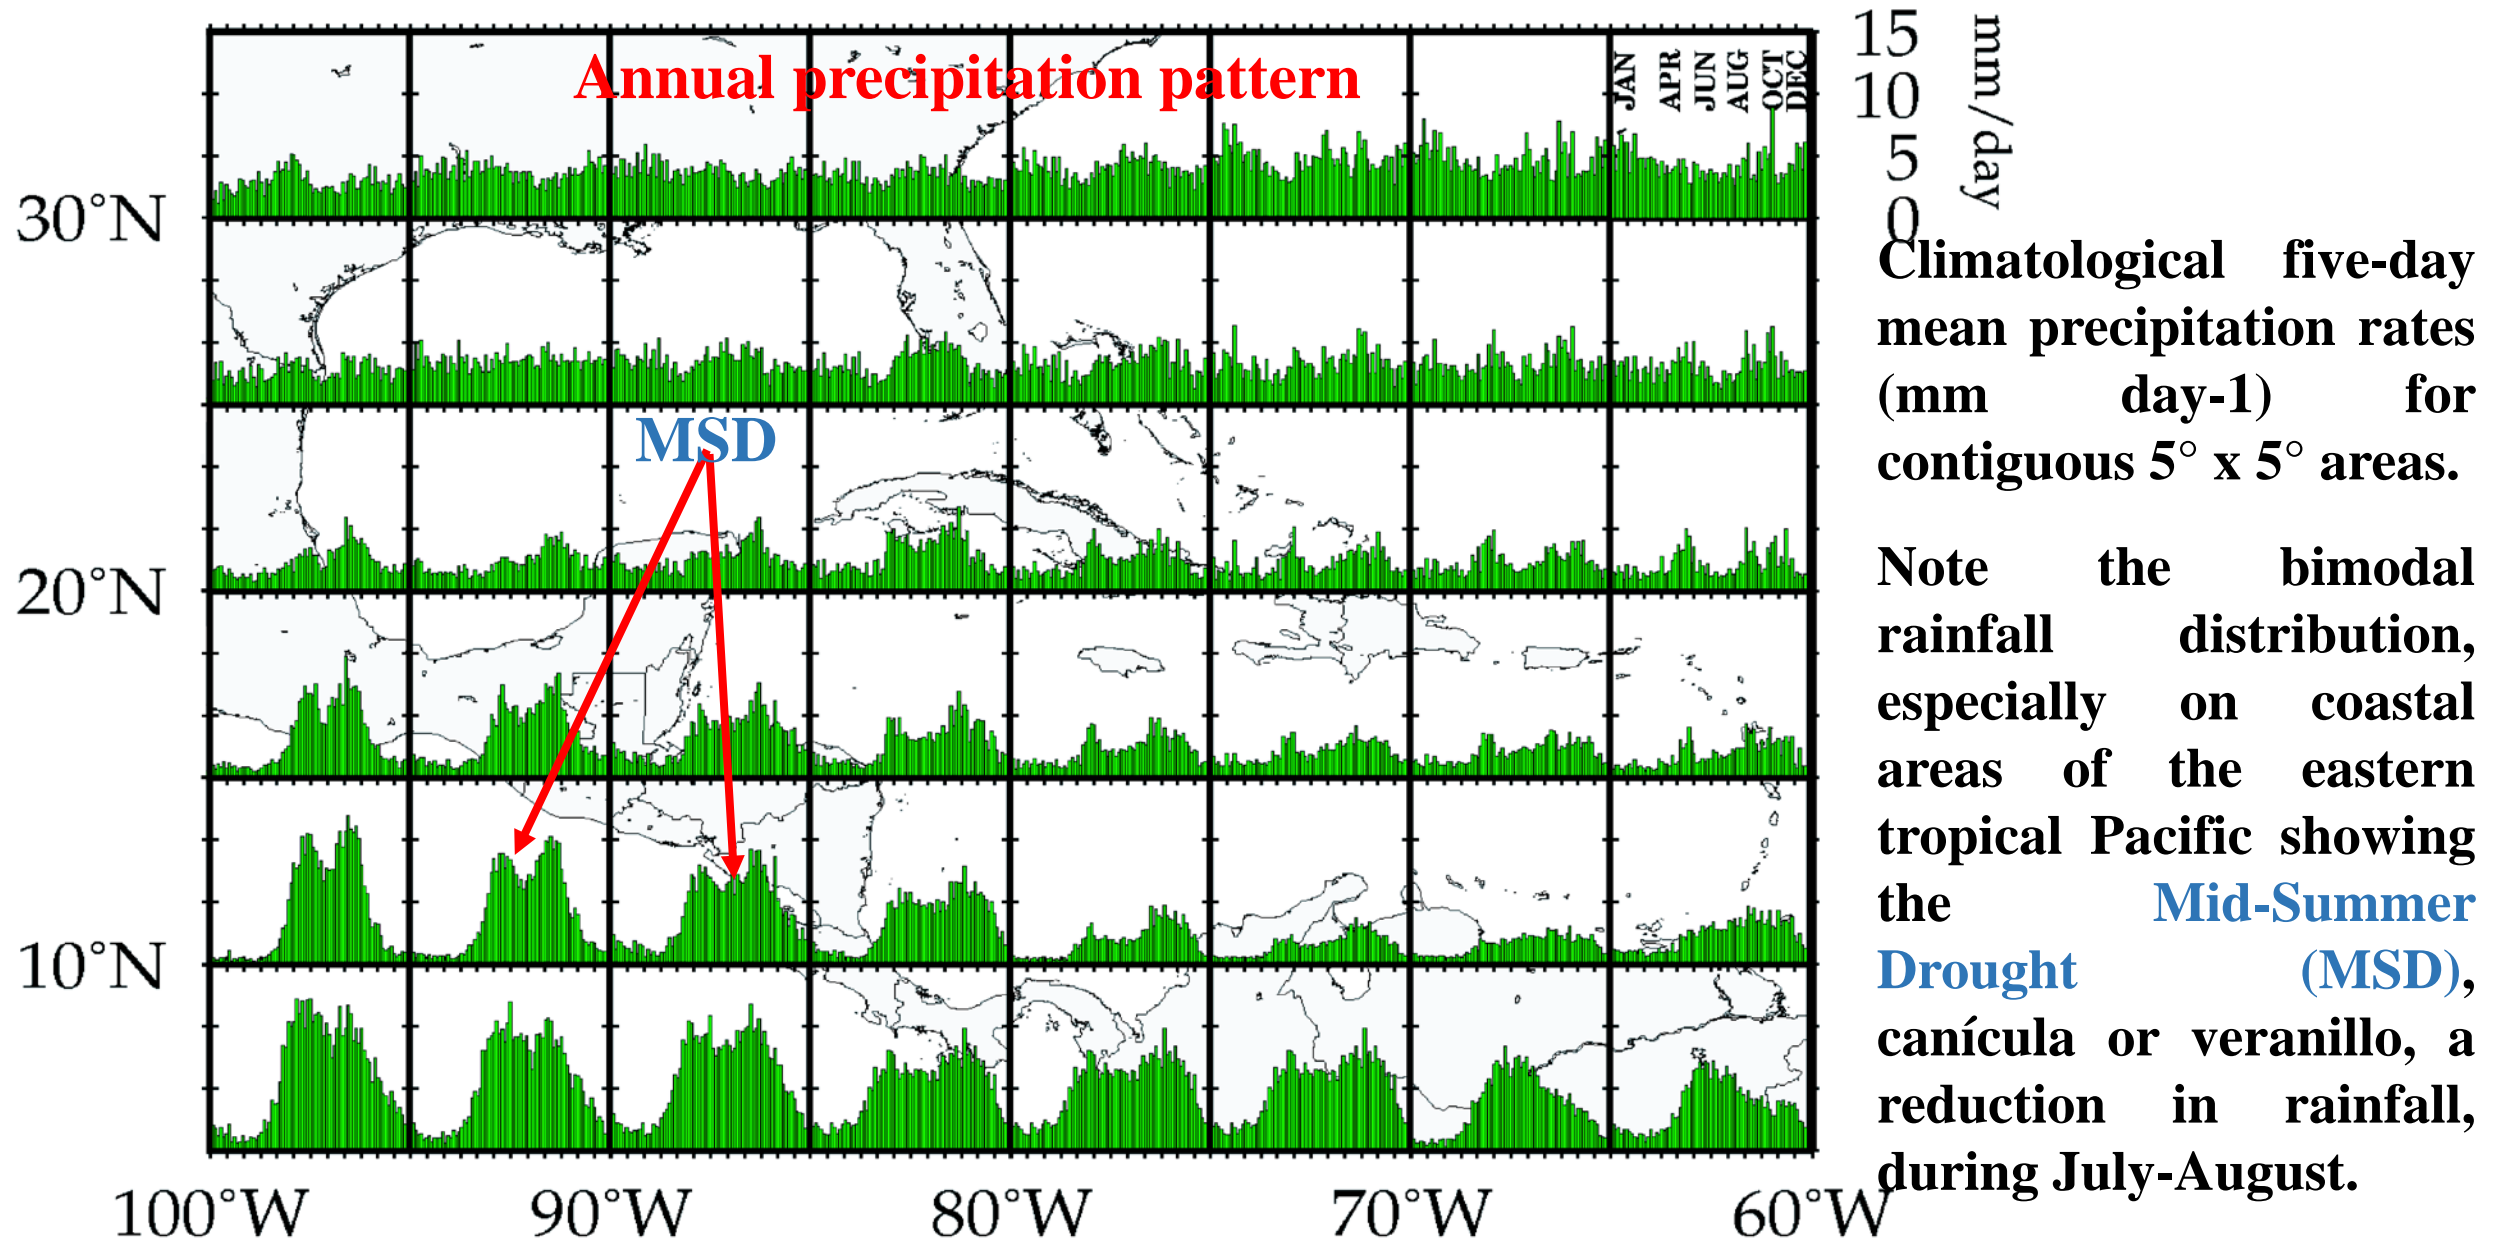 Annual precipitation pattern
JAN APR JUN AUG OCT DEC
15
10
5
0
mm/day
30°N
20°N
10°N
MSD
100°W 90°W 80°W 70°W 60°W
Climatological five-day
mean precipitation rates
(mm day-1) for
contiguous 5° x 5° areas.
Note the bimodal
rainfall distribution,
especially on coastal
areas of the eastern
tropical Pacific showing
the Mid-Summer
Drought (MSD),
canícula or veranillo, a
reduction in rainfall,
during July-August.